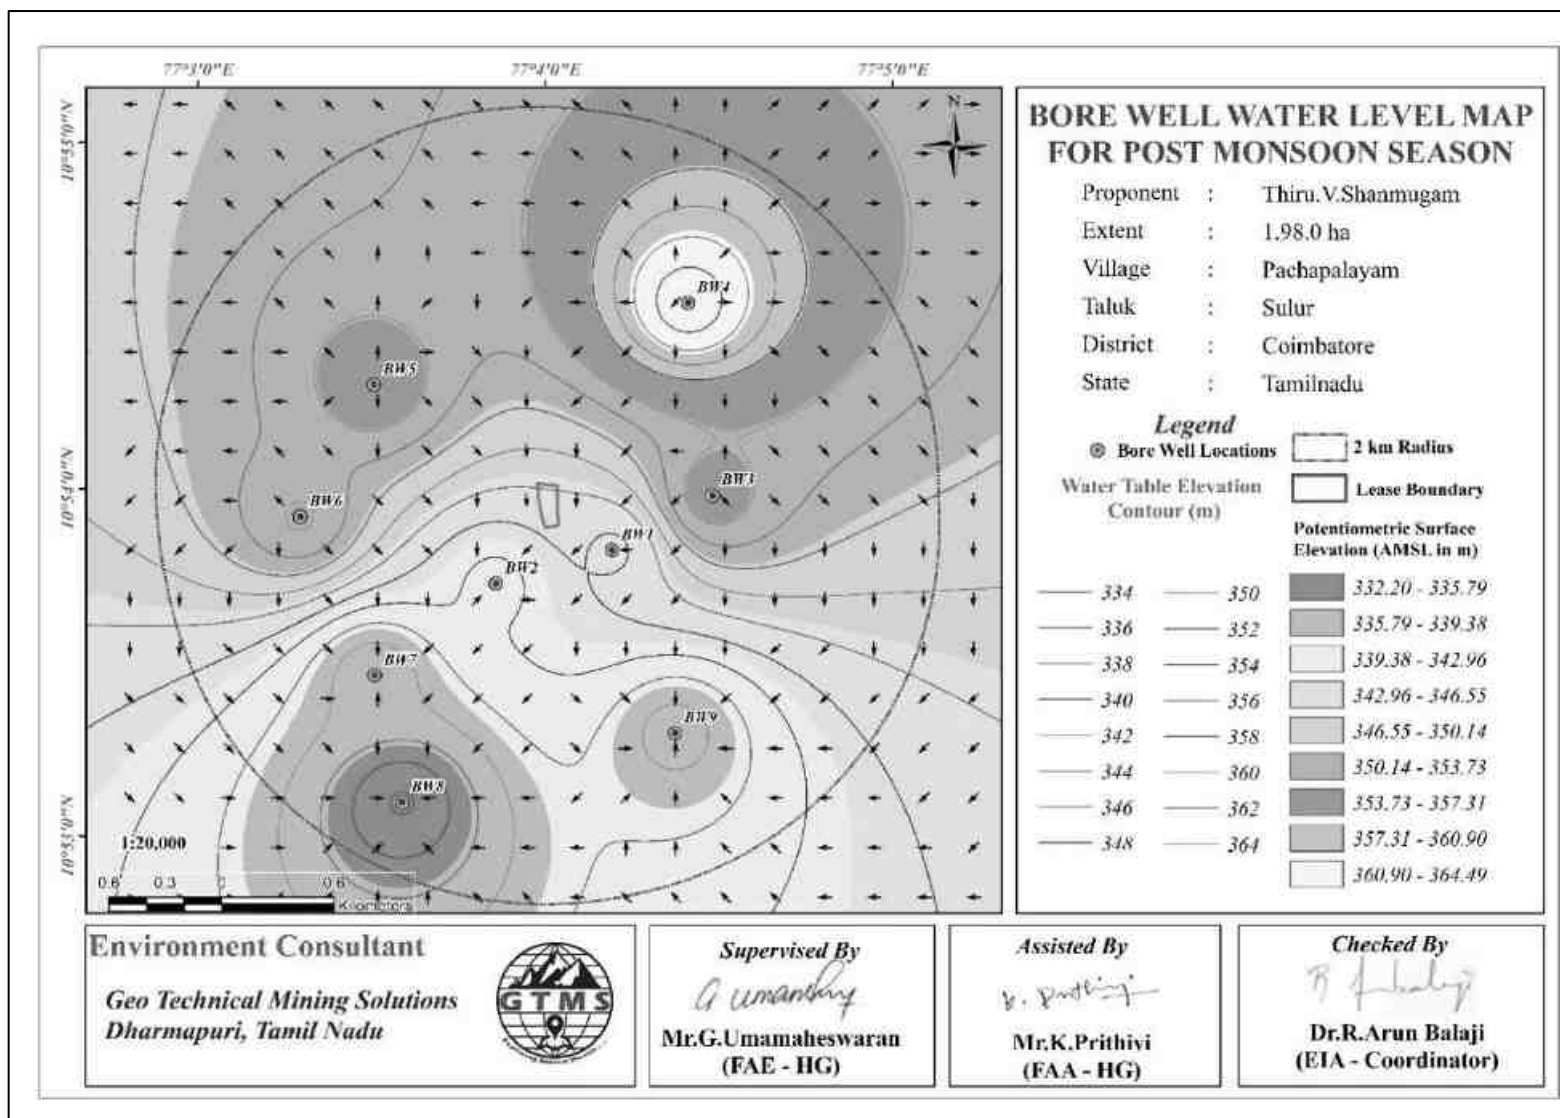 77°3'0"E
77°4'0"E
77°5'0"E
10°55'0"N
10°54'0"N
10°53'0"N
N
BW4
BW5
BW3
BW6
BW1
BW2
BW7
BW9
BW8
1:20,000
0.6 0.3 0 0.6
Kilometers
BORE WELL WATER LEVEL MAP
FOR POST MONSOON SEASON
Proponent : Thiru.V.Shanmugam
Extent : 1.98.0 ha
Village : Pachapalayam
Taluk : Sulur
District : Coimbatore
State : Tamilnadu
Legend
Bore Well Locations
2 km Radius
Water Table Elevation
Contour (m)
Lease Boundary
Potentiometric Surface
Elevation (AMSL in m)
334 350 332.20 - 335.79
336 352 335.79 - 339.38
338 354 339.38 - 342.96
340 356 342.96 - 346.55
342 358 346.55 - 350.14
344 360 350.14 - 353.73
346 362 353.73 - 357.31
348 364 357.31 - 360.90
360.90 - 364.49
Environment Consultant
Geo Technical Mining Solutions
Dharmapuri, Tamil Nadu
GTMS
Supervised By
Mr.G.Umamaheswaran
(FAE - HG)
Assisted By
Mr.K.Prithivi
(FAA - HG)
Checked By
Dr.R.Arun Balaji
(EIA - Coordinator)